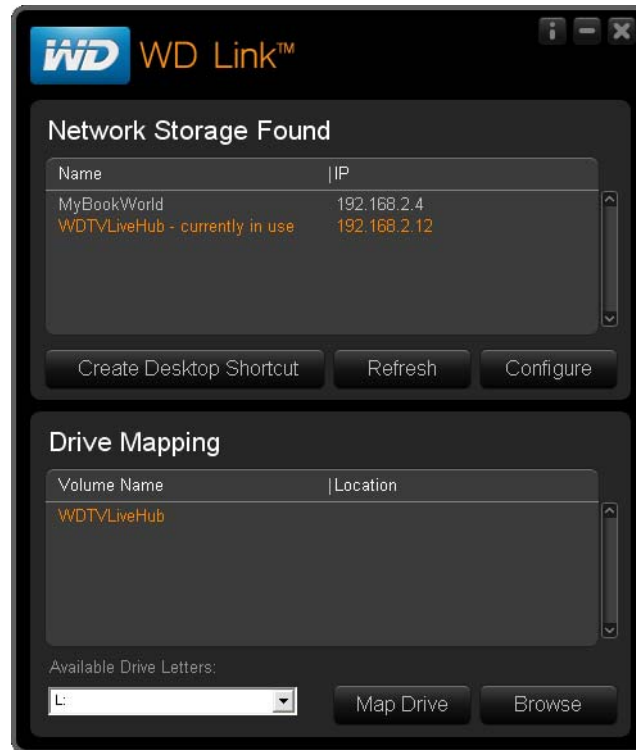 WD WD Link™
Network Storage Found
Name |IP
MyBookWorld 192.168.2.4
WDTVLiveHub - currently in use 192.168.2.12
Create Desktop Shortcut Refresh Configure
Drive Mapping
Volume Name |Location
WDTVLiveHub
Available Drive Letters:
L:
Map Drive Browse